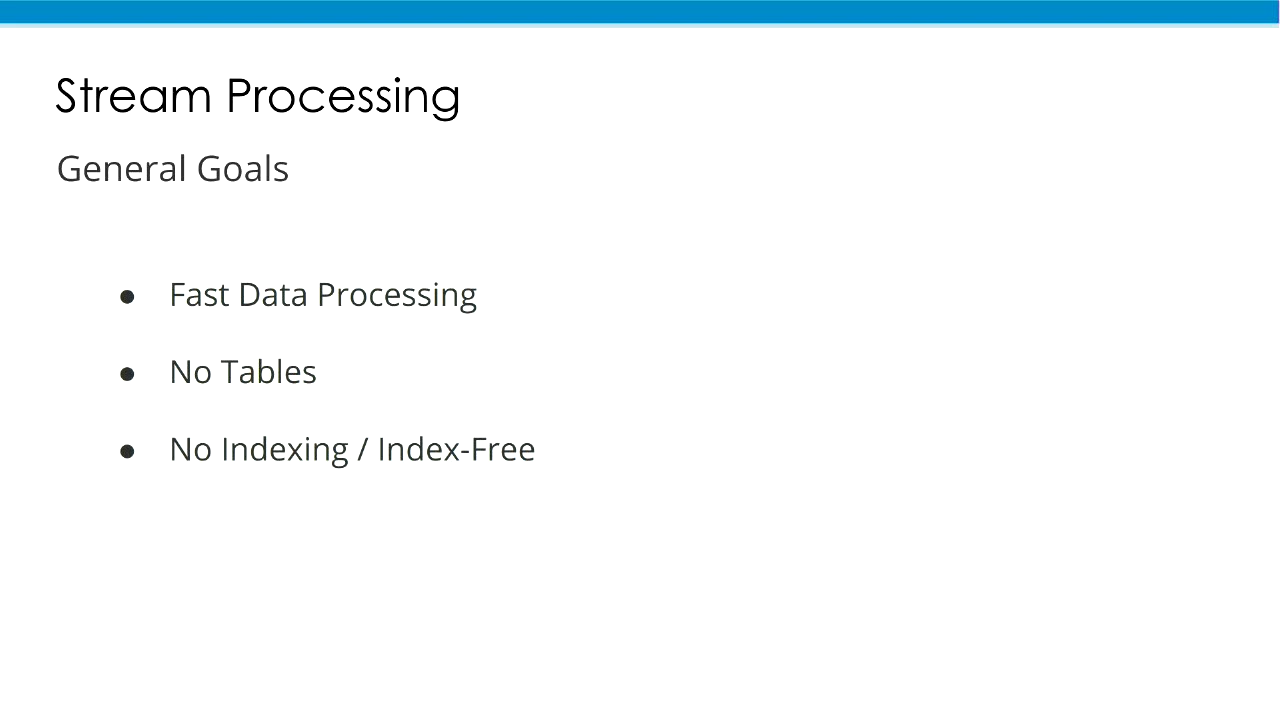 Stream Processing
General Goals
● Fast Data Processing
● No Tables
● No Indexing / Index-Free